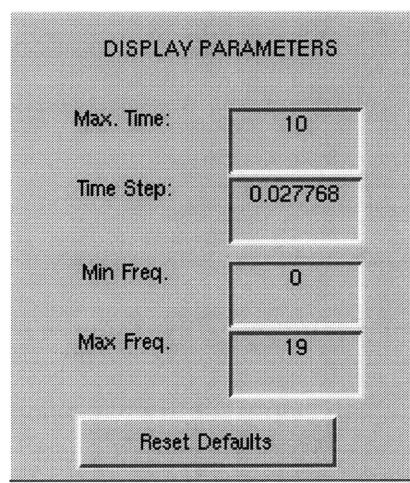 DISPLAY PARAMETERS
Max. Time: 10
Time Step: 0.027768
Min Freq. 0
Max Freq. 19
Reset Defaults